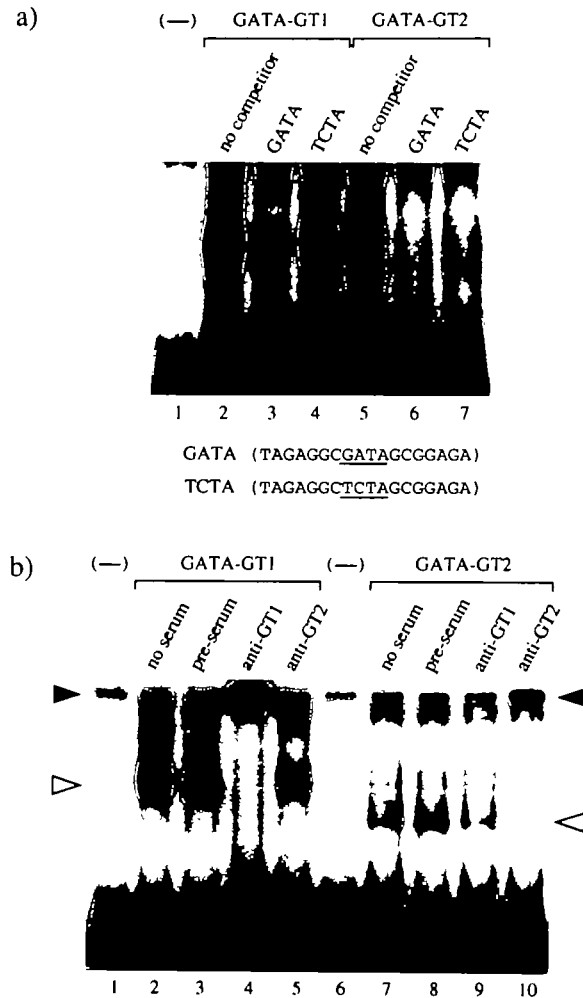 a)
(—) GATA-GT1 GATA-GT2
no competitor GATA TCTA no competitor GATA TCTA
1 2 3 4 5 6 7
GATA (TAGAGGCGATAGCGGAGA)
TCTA (TAGAGGCTCTAGCGGAGA)
b)
(—) GATA-GT1 (—) GATA-GT2
no serum pre-serum anti-GT1 anti-GT2 no serum pre-serum anti-GT1 anti-GT2
1 2 3 4 5 6 7 8 9 10